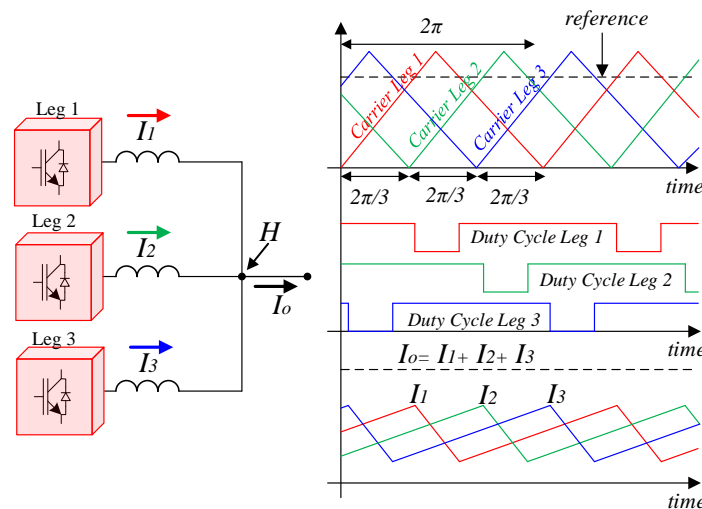 Leg 1
I1
Leg 2
I2
H
Io
Leg 3
I3
2π
reference
Carrier Leg 1
Carrier Leg 2
Carrier Leg 3
2π/3
2π/3
2π/3
time
Duty Cycle Leg 1
Duty Cycle Leg 2
Duty Cycle Leg 3
time
Io= I1+ I2+ I3
I1
I2
I3
time